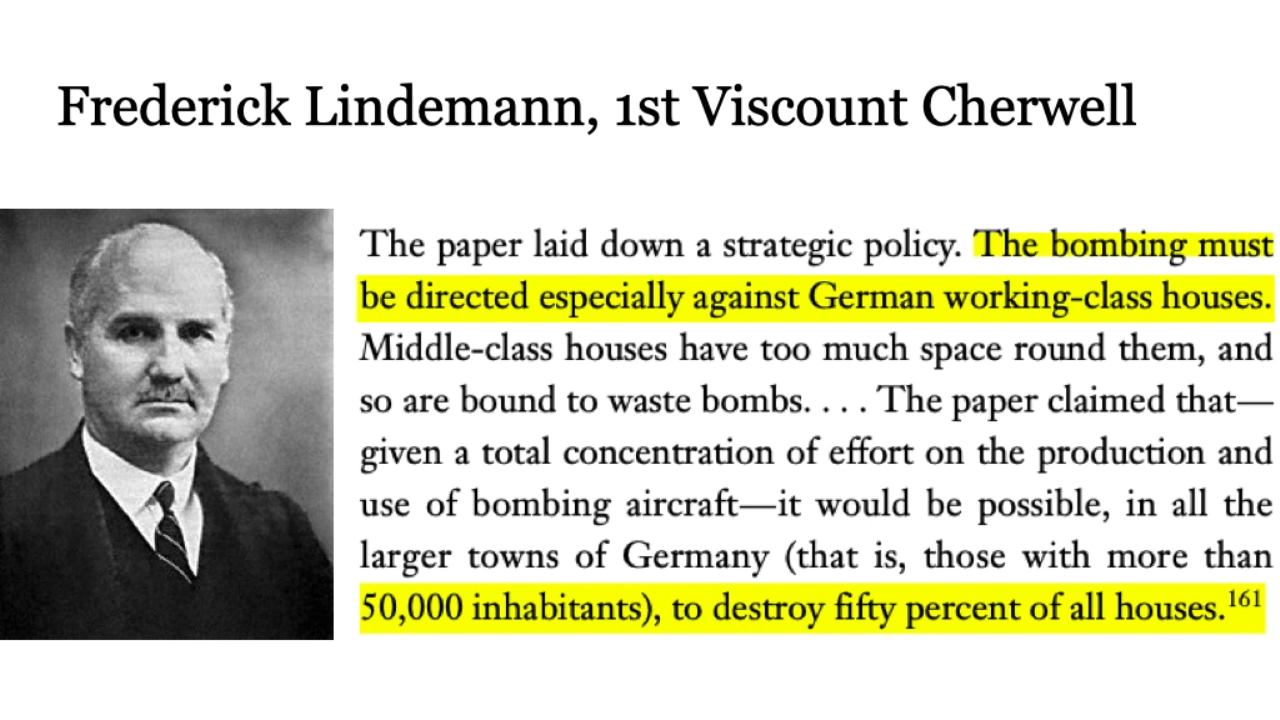 Frederick Lindemann, 1st Viscount Cherwell
The paper laid down a strategic policy. The bombing must
be directed especially against German working-class houses.
Middle-class houses have too much space round them, and
so are bound to waste bombs. . . . The paper claimed that—
given a total concentration of effort on the production and
use of bombing aircraft—it would be possible, in all the
larger towns of Germany (that is, those with more than
50,000 inhabitants), to destroy fifty percent of all houses.161